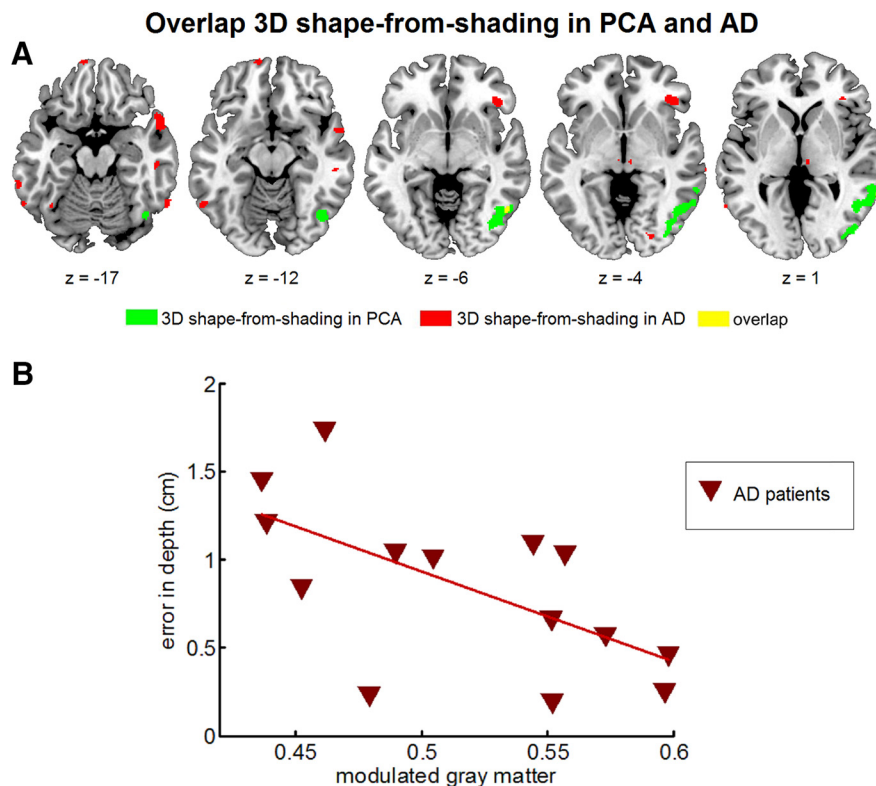 Overlap 3D shape-from-shading in PCA and AD
A
z = -17
z = -12
z = -6
z = -4
z = 1
3D shape-from-shading in PCA
3D shape-from-shading in AD
overlap
B
error in depth (cm)
2
1.5
1
0.5
0
0.45
0.5
0.55
0.6
modulated gray matter
AD patients